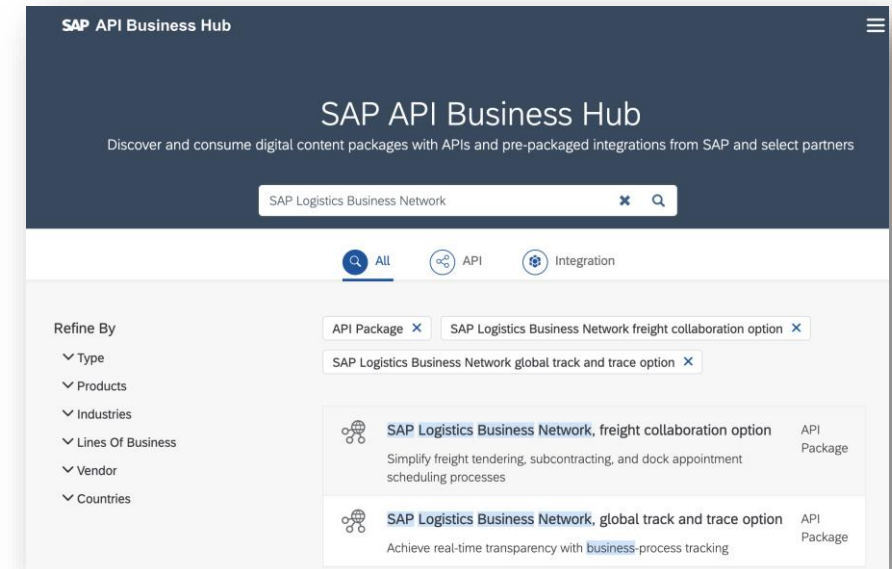 SAP API Business Hub
SAP API Business Hub
Discover and consume digital content packages with APIs and pre-packaged integrations from SAP and select partners
SAP Logistics Business Network
All
API
Integration
Refine By
Type
Products
Industries
Lines Of Business
Vendor
Countries
API Package
SAP Logistics Business Network freight collaboration option
SAP Logistics Business Network global track and trace option
SAP Logistics Business Network, freight collaboration option
Simplify freight tendering, subcontracting, and dock appointment
scheduling processes
API
Package
SAP Logistics Business Network, global track and trace option
Achieve real-time transparency with business-process tracking
API
Package